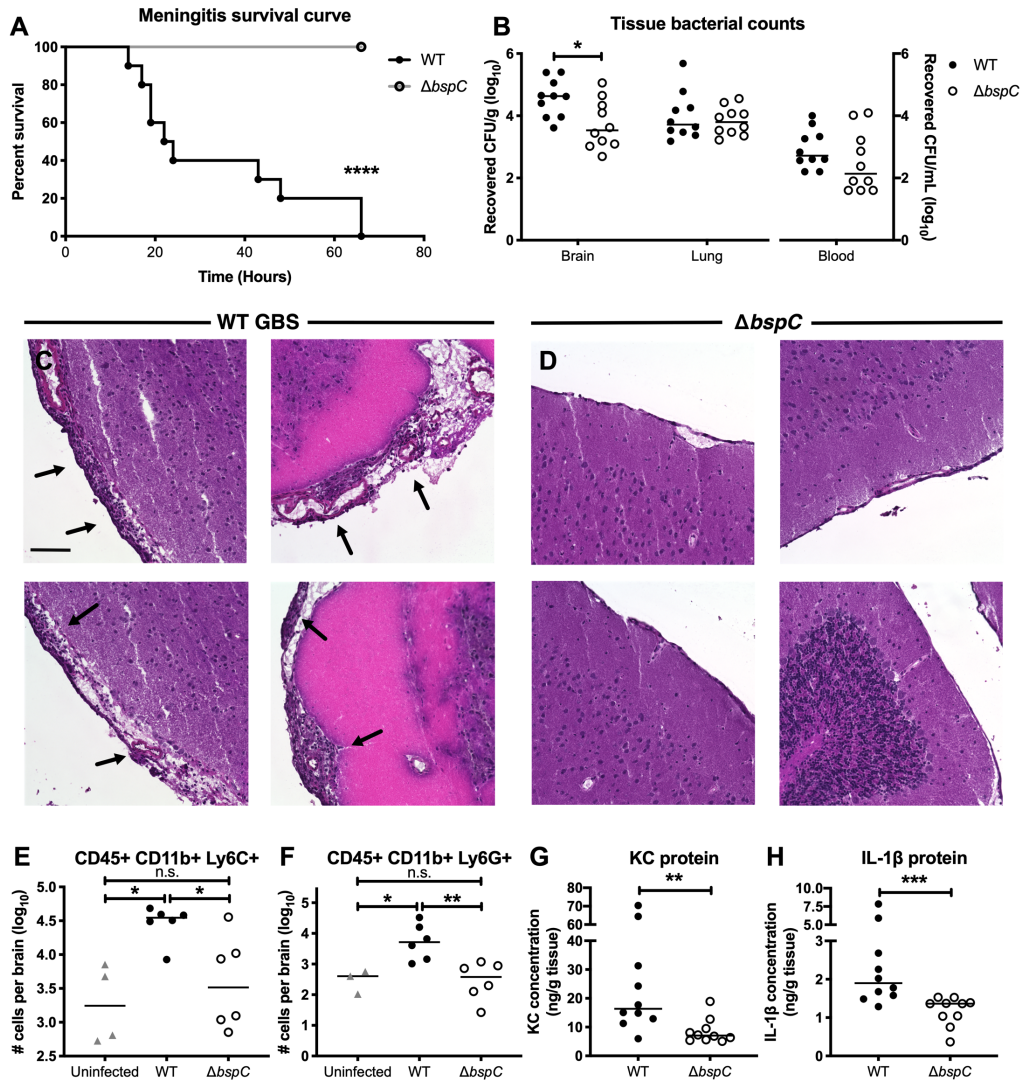 A
Meningitis survival curve
Percent survival
100
80
60
40
20
0
0 20 40 60 80
Time (Hours)
****
WT
ΔbspC
B
Tissue bacterial counts
Recovered CFU/g (log10)
6
4
2
0
*
Brain Lung Blood
6
4
2
0
Recovered CFU/mL (log10)
WT
ΔbspC
WT GBS
ΔbspC
C
D
E
CD45+ CD11b+ Ly6C+
n.s.
* *
# cells per brain (log10)
5.0
4.5
4.0
3.5
3.0
2.5
Uninfected WT ΔbspC
F
CD45+ CD11b+ Ly6G+
n.s.
* **
# cells per brain (log10)
5
4
3
2
1
0
Uninfected WT ΔbspC
G
KC protein
**
KC concentration
(ng/g tissue)
80
70
60
50
40
30
20
10
0
WT ΔbspC
H
IL-1β protein
***
IL-1β concentration
(ng/g tissue)
10.0
7.5
5.0
3
2
1
0
WT ΔbspC